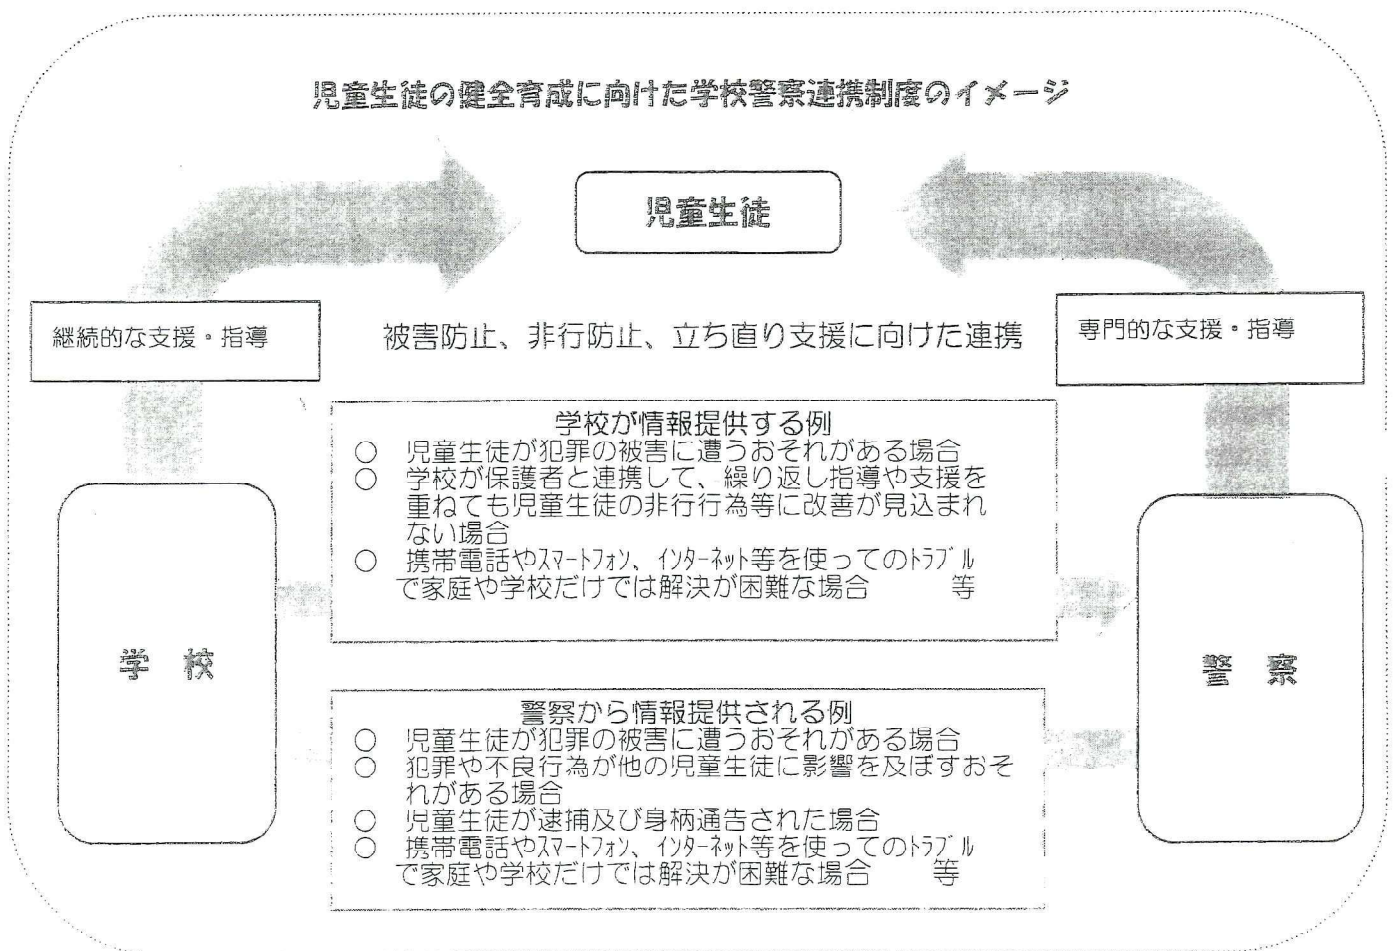 児童生徒の健全育成に向けた学校警察連携制度のイメージ
児童生徒
継続的な支援・指導
被害防止、非行防止、立ち直り支援に向けた連携
専門的な支援・指導
学校が情報提供する例
○ 児童生徒が犯罪の被害に遭うおそれがある場合
○ 学校が保護者と連携して、繰り返し指導や支援を
重ねても児童生徒の非行行為等に改善が見込まれ
ない場合
○ 携帯電話やスマートフォン、インターネット等を使ってのトラブル
で家庭や学校だけでは解決が困難な場合 等
学 校
警 察
警察から情報提供される例
○ 児童生徒が犯罪の被害に遭うおそれがある場合
○ 犯罪や不良行為が他の児童生徒に影響を及ぼすおそ
れがある場合
○ 児童生徒が逮捕及び身柄通告された場合
○ 携帯電話やスマートフォン、インターネット等を使ってのトラブル
で家庭や学校だけでは解決が困難な場合 等